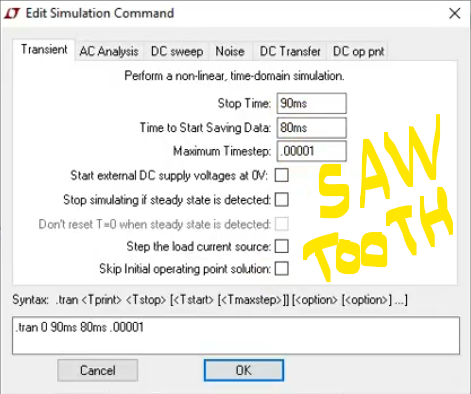 Edit Simulation Command
Transient AC Analysis DC sweep Noise DC Transfer DC op pnt
Perform a non-linear, time-domain simulation.
Stop Time: 90ms
Time to Start Saving Data: 80ms
Maximum Timestep: .00001
Start external DC supply voltages at 0V:
Stop simulating if steady state is detected:
Don't reset T=0 when steady state is detected:
Step the load current source:
Skip Initial operating point solution:
SAW
TOOTH
Syntax: .tran <Tprint> <Tstop> [<Tstart> [<Tmaxstep>]] [<option> [<option>] ...]
.tran 0 90ms 80ms .00001
Cancel OK